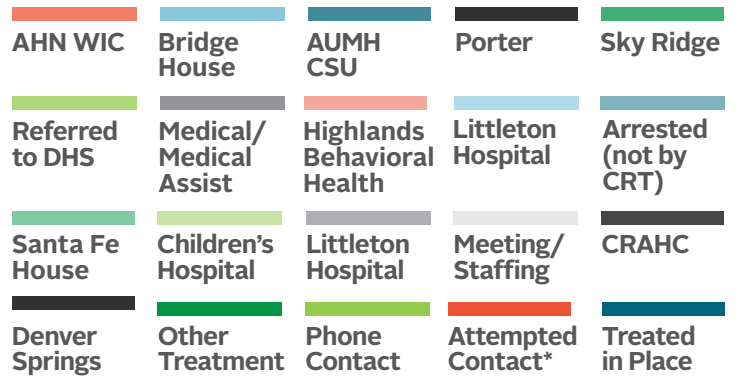 AHN WIC
Bridge
House
AUMH
CSU
Porter
Sky Ridge
Referred
to DHS
Medical/
Medical
Assist
Highlands
Behavioral
Health
Littleton
Hospital
Arrested
(not by
CRT)
Santa Fe
House
Children's
Hospital
Littleton
Hospital
Meeting/
Staffing
CRAHC
Denver
Springs
Other
Treatment
Phone
Contact
Attempted
Contact*
Treated
in Place